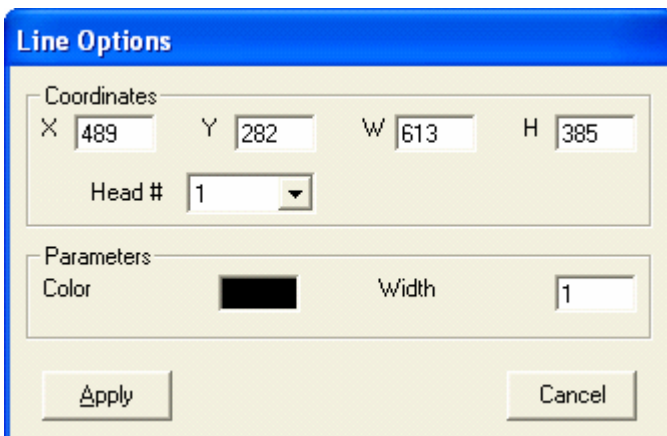 Line Options
Coordinates
X 489 Y 282 W 613 H 385
Head # 1
Parameters
Color Width 1
Apply Cancel